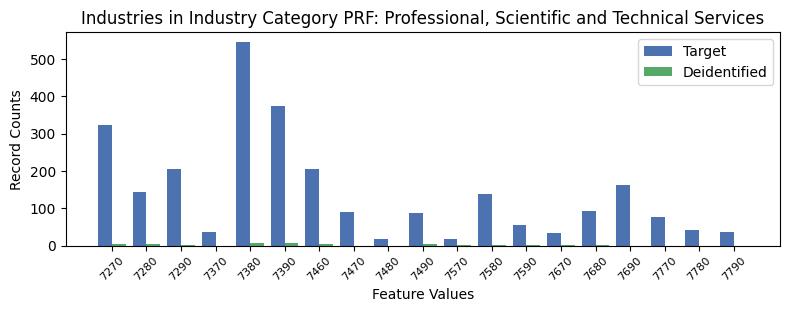 Industries in Industry Category PRF: Professional, Scientific and Technical Services
Target
Deidentified
Record Counts
500
400
300
200
100
0
7270 7280 7290 7370 7380 7390 7460 7470 7480 7490 7570 7580 7590 7670 7680 7690 7770 7780 7790
Feature Values